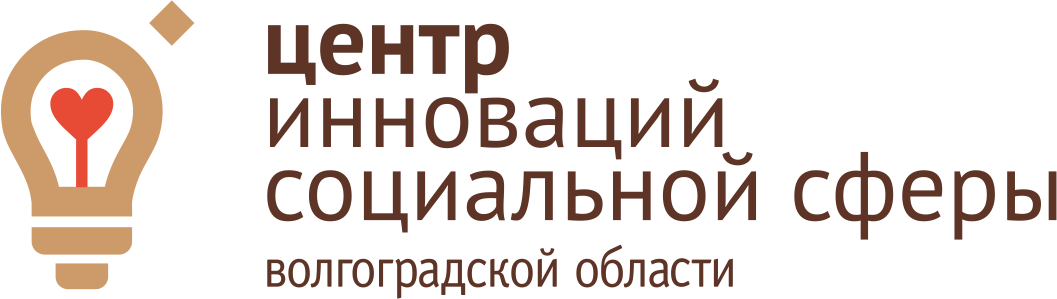 центр
инноваций
социальной сферы
волгоградской области